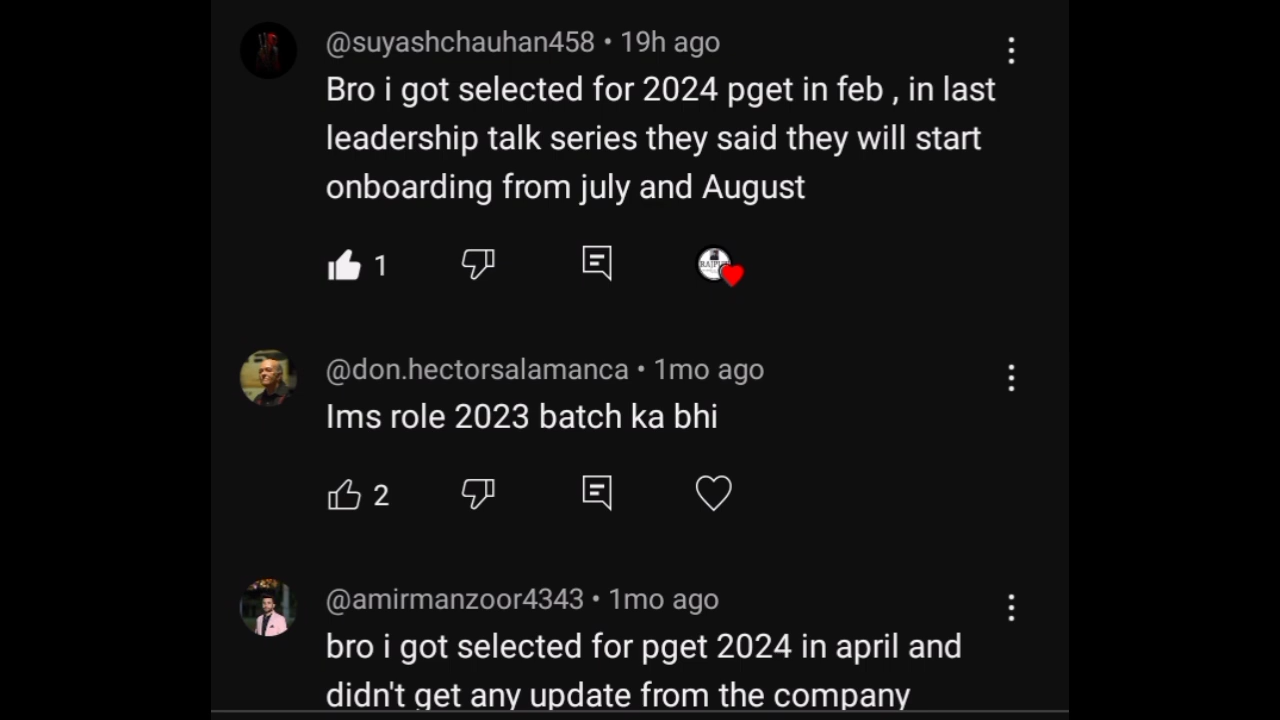 @suyashchauhan458 • 19h ago
Bro i got selected for 2024 pget in feb , in last
leadership talk series they said they will start
onboarding from july and August
1
@don.hectorsalamanca • 1mo ago
Ims role 2023 batch ka bhi
2
@amirmanzoor4343 • 1mo ago
bro i got selected for pget 2024 in april and
didn't get any update from the company